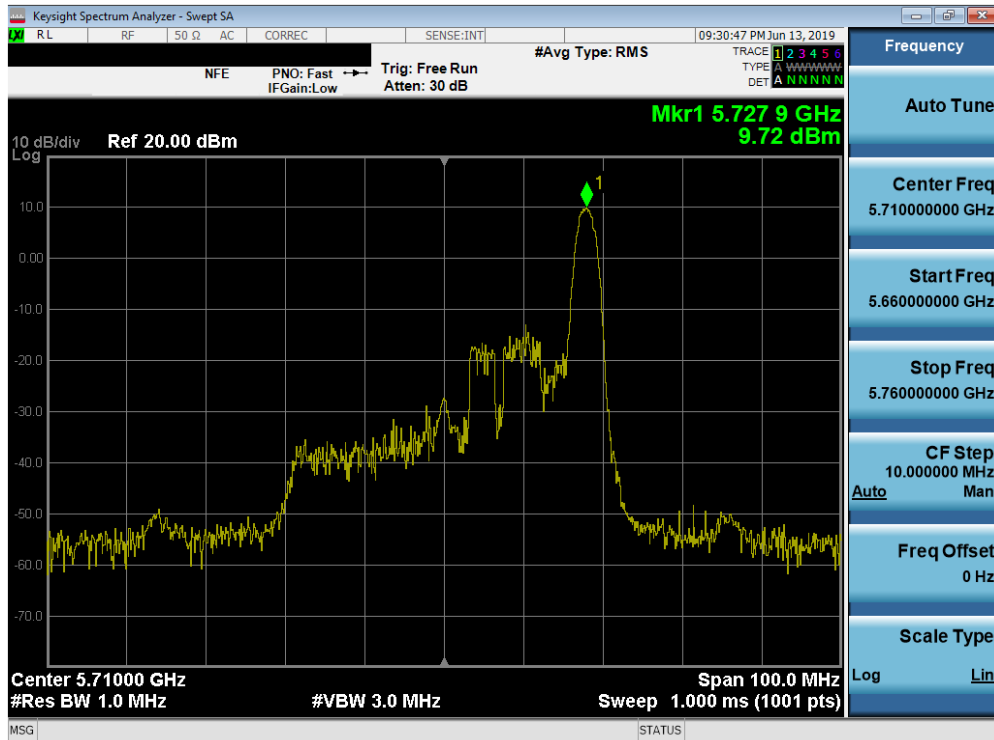 Keysight Spectrum Analyzer - Swept SA
LXI RL RF 50 Ω AC CORREC SENSE:INT 09:30:47 PM Jun 13, 2019
NFE PNO: Fast Trig: Free Run #Avg Type: RMS TRACE 1 2 3 4 5 6
IFGain:Low Atten: 30 dB TYPE A WWWWW
DET A N N N N N
Mkr1 5.727 9 GHz
9.72 dBm
10 dB/div Ref 20.00 dBm
Log
1
10.0
0.00
-10.0
-20.0
-30.0
-40.0
-50.0
-60.0
-70.0
Center 5.71000 GHz Span 100.0 MHz
#Res BW 1.0 MHz #VBW 3.0 MHz Sweep 1.000 ms (1001 pts)
MSG STATUS
Frequency
Auto Tune
Center Freq
5.710000000 GHz
Start Freq
5.660000000 GHz
Stop Freq
5.760000000 GHz
CF Step
10.000000 MHz
Auto Man
Freq Offset
0 Hz
Scale Type
Log Lin